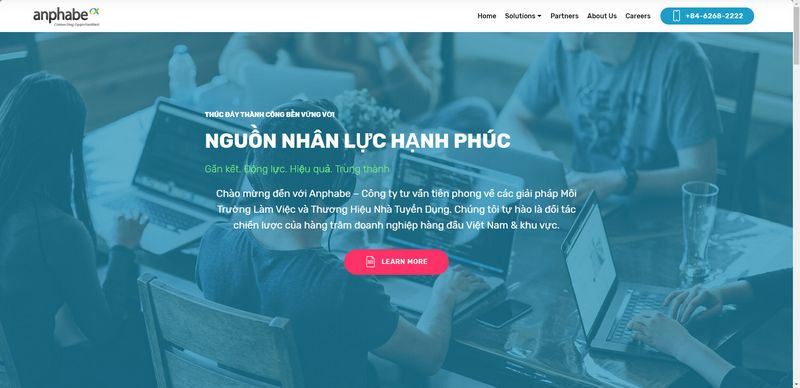 anphabe
Connecting Opportunities!
Home
Solutions
Partners
About Us
Careers
+84-6268-2222
THÚC ĐẨY THÀNH CÔNG BỀN VỮNG VỚI
NGUỒN NHÂN LỰC HẠNH PHÚC
Gắn kết. Động lực. Hiệu quả. Trung thành
Chào mừng đến với Anphabe – Công ty tư vấn tiên phong về các giải pháp Môi
Trường Làm Việc và Thương Hiệu Nhà Tuyển Dụng. Chúng tôi tự hào là đối tác
chiến lược của hàng trăm doanh nghiệp hàng đầu Việt Nam & khu vực.
LEARN MORE